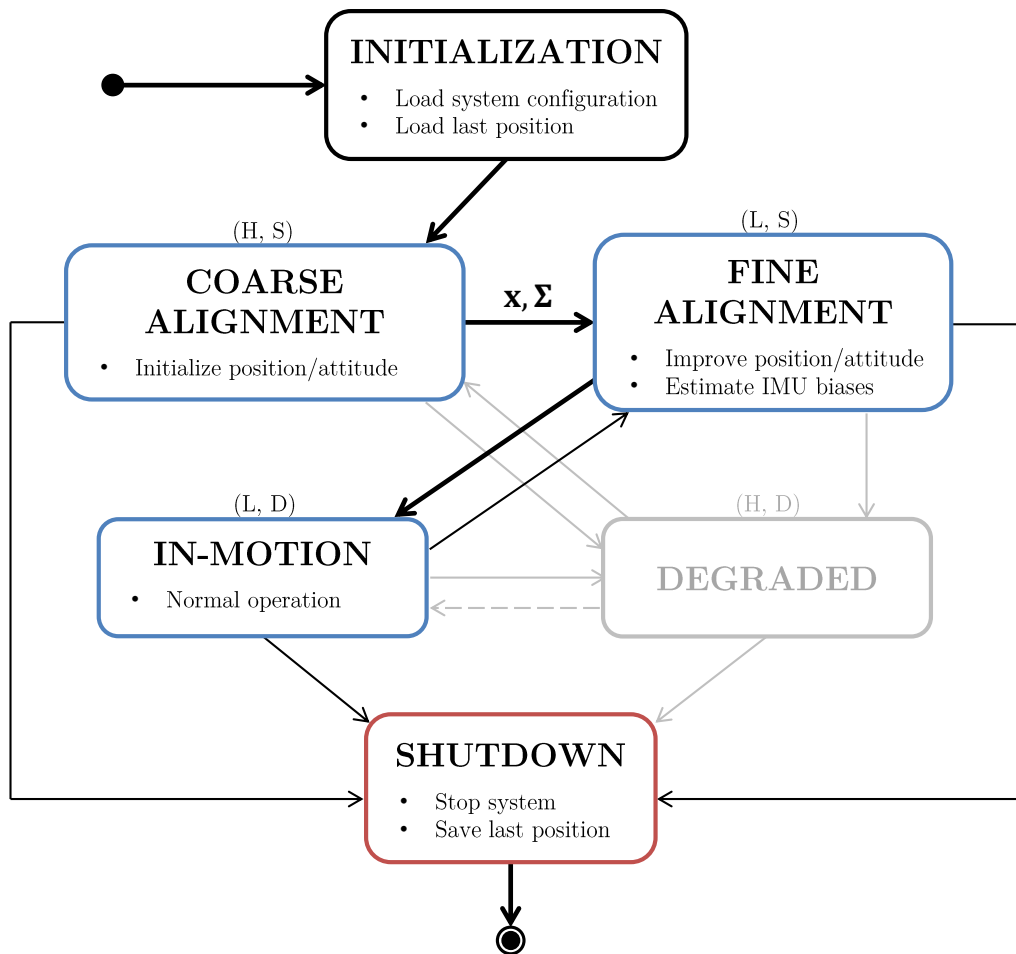 INITIALIZATION
• Load system configuration
• Load last position
(H, S)
COARSE
ALIGNMENT
• Initialize position/attitude
x, Σ
(L, S)
FINE
ALIGNMENT
• Improve position/attitude
• Estimate IMU biases
(L, D)
IN-MOTION
• Normal operation
(H, D)
DEGRADED
SHUTDOWN
• Stop system
• Save last position